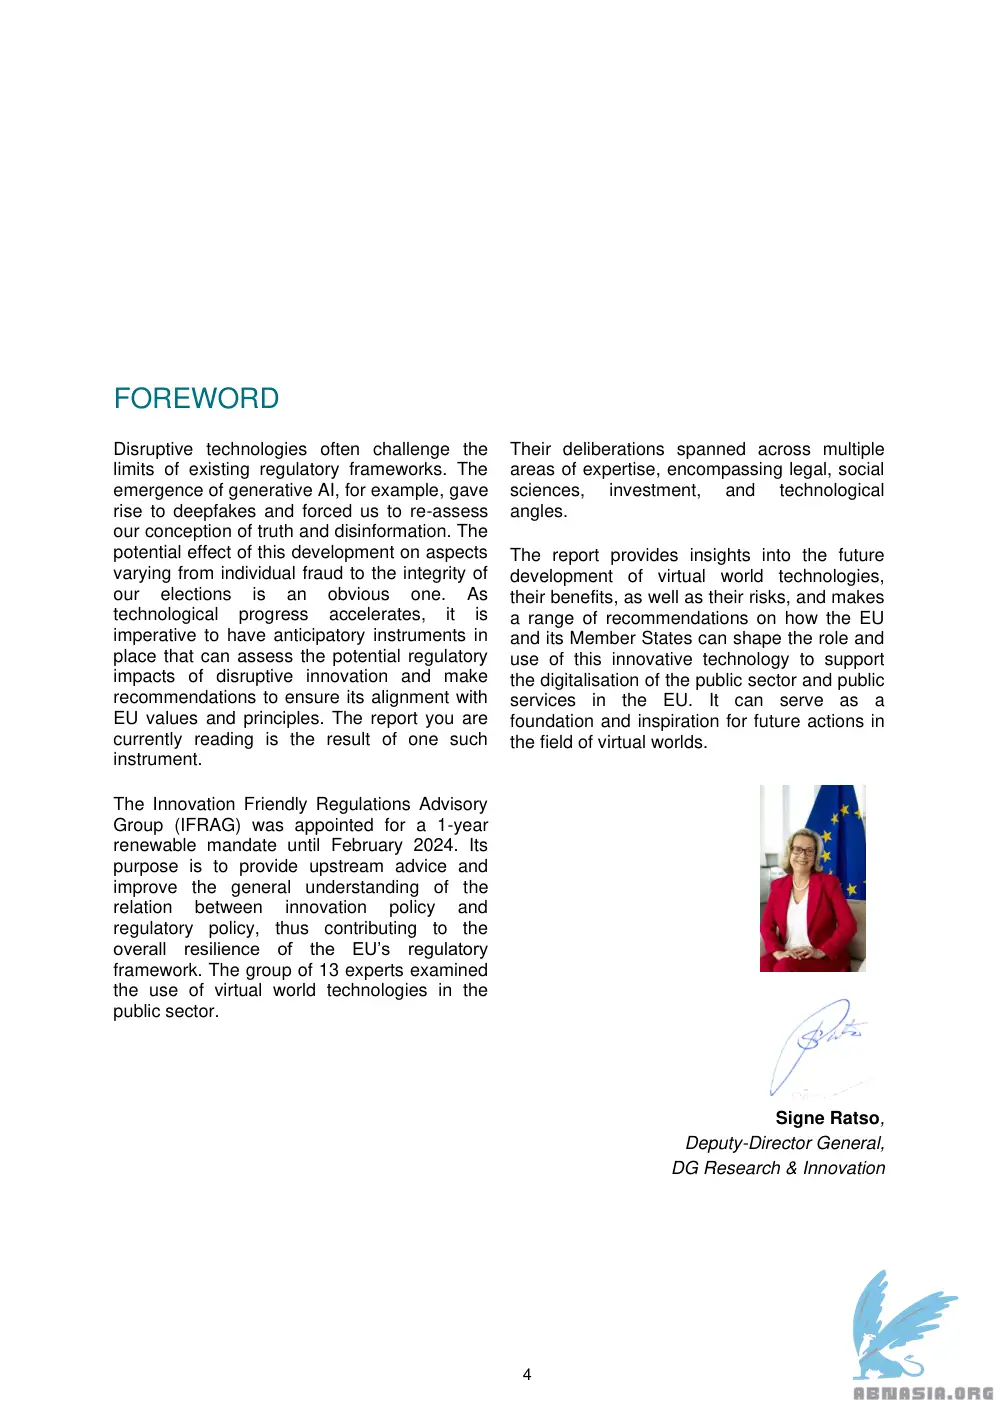 FOREWORD
Disruptive technologies often challenge the
limits of existing regulatory frameworks. The
emergence of generative AI, for example, gave
rise to deepfakes and forced us to re-assess
our conception of truth and disinformation. The
potential effect of this development on aspects
varying from individual fraud to the integrity of
our elections is an obvious one. As
technological progress accelerates, it is
imperative to have anticipatory instruments in
place that can assess the potential regulatory
impacts of disruptive innovation and make
recommendations to ensure its alignment with
EU values and principles. The report you are
currently reading is the result of one such
instrument.
The Innovation Friendly Regulations Advisory
Group (IFRAG) was appointed for a 1-year
renewable mandate until February 2024. Its
purpose is to provide upstream advice and
improve the general understanding of the
relation between innovation policy and
regulatory policy, thus contributing to the
overall resilience of the EU’s regulatory
framework. The group of 13 experts examined
the use of virtual world technologies in the
public sector.
Their deliberations spanned across multiple
areas of expertise, encompassing legal, social
sciences, investment, and technological
angles.
The report provides insights into the future
development of virtual world technologies,
their benefits, as well as their risks, and makes
a range of recommendations on how the EU
and its Member States can shape the role and
use of this innovative technology to support
the digitalisation of the public sector and public
services in the EU. It can serve as a
foundation and inspiration for future actions in
the field of virtual worlds.
Signe Ratso,
Deputy-Director General,
DG Research & Innovation
4
ABNASIA.ORG